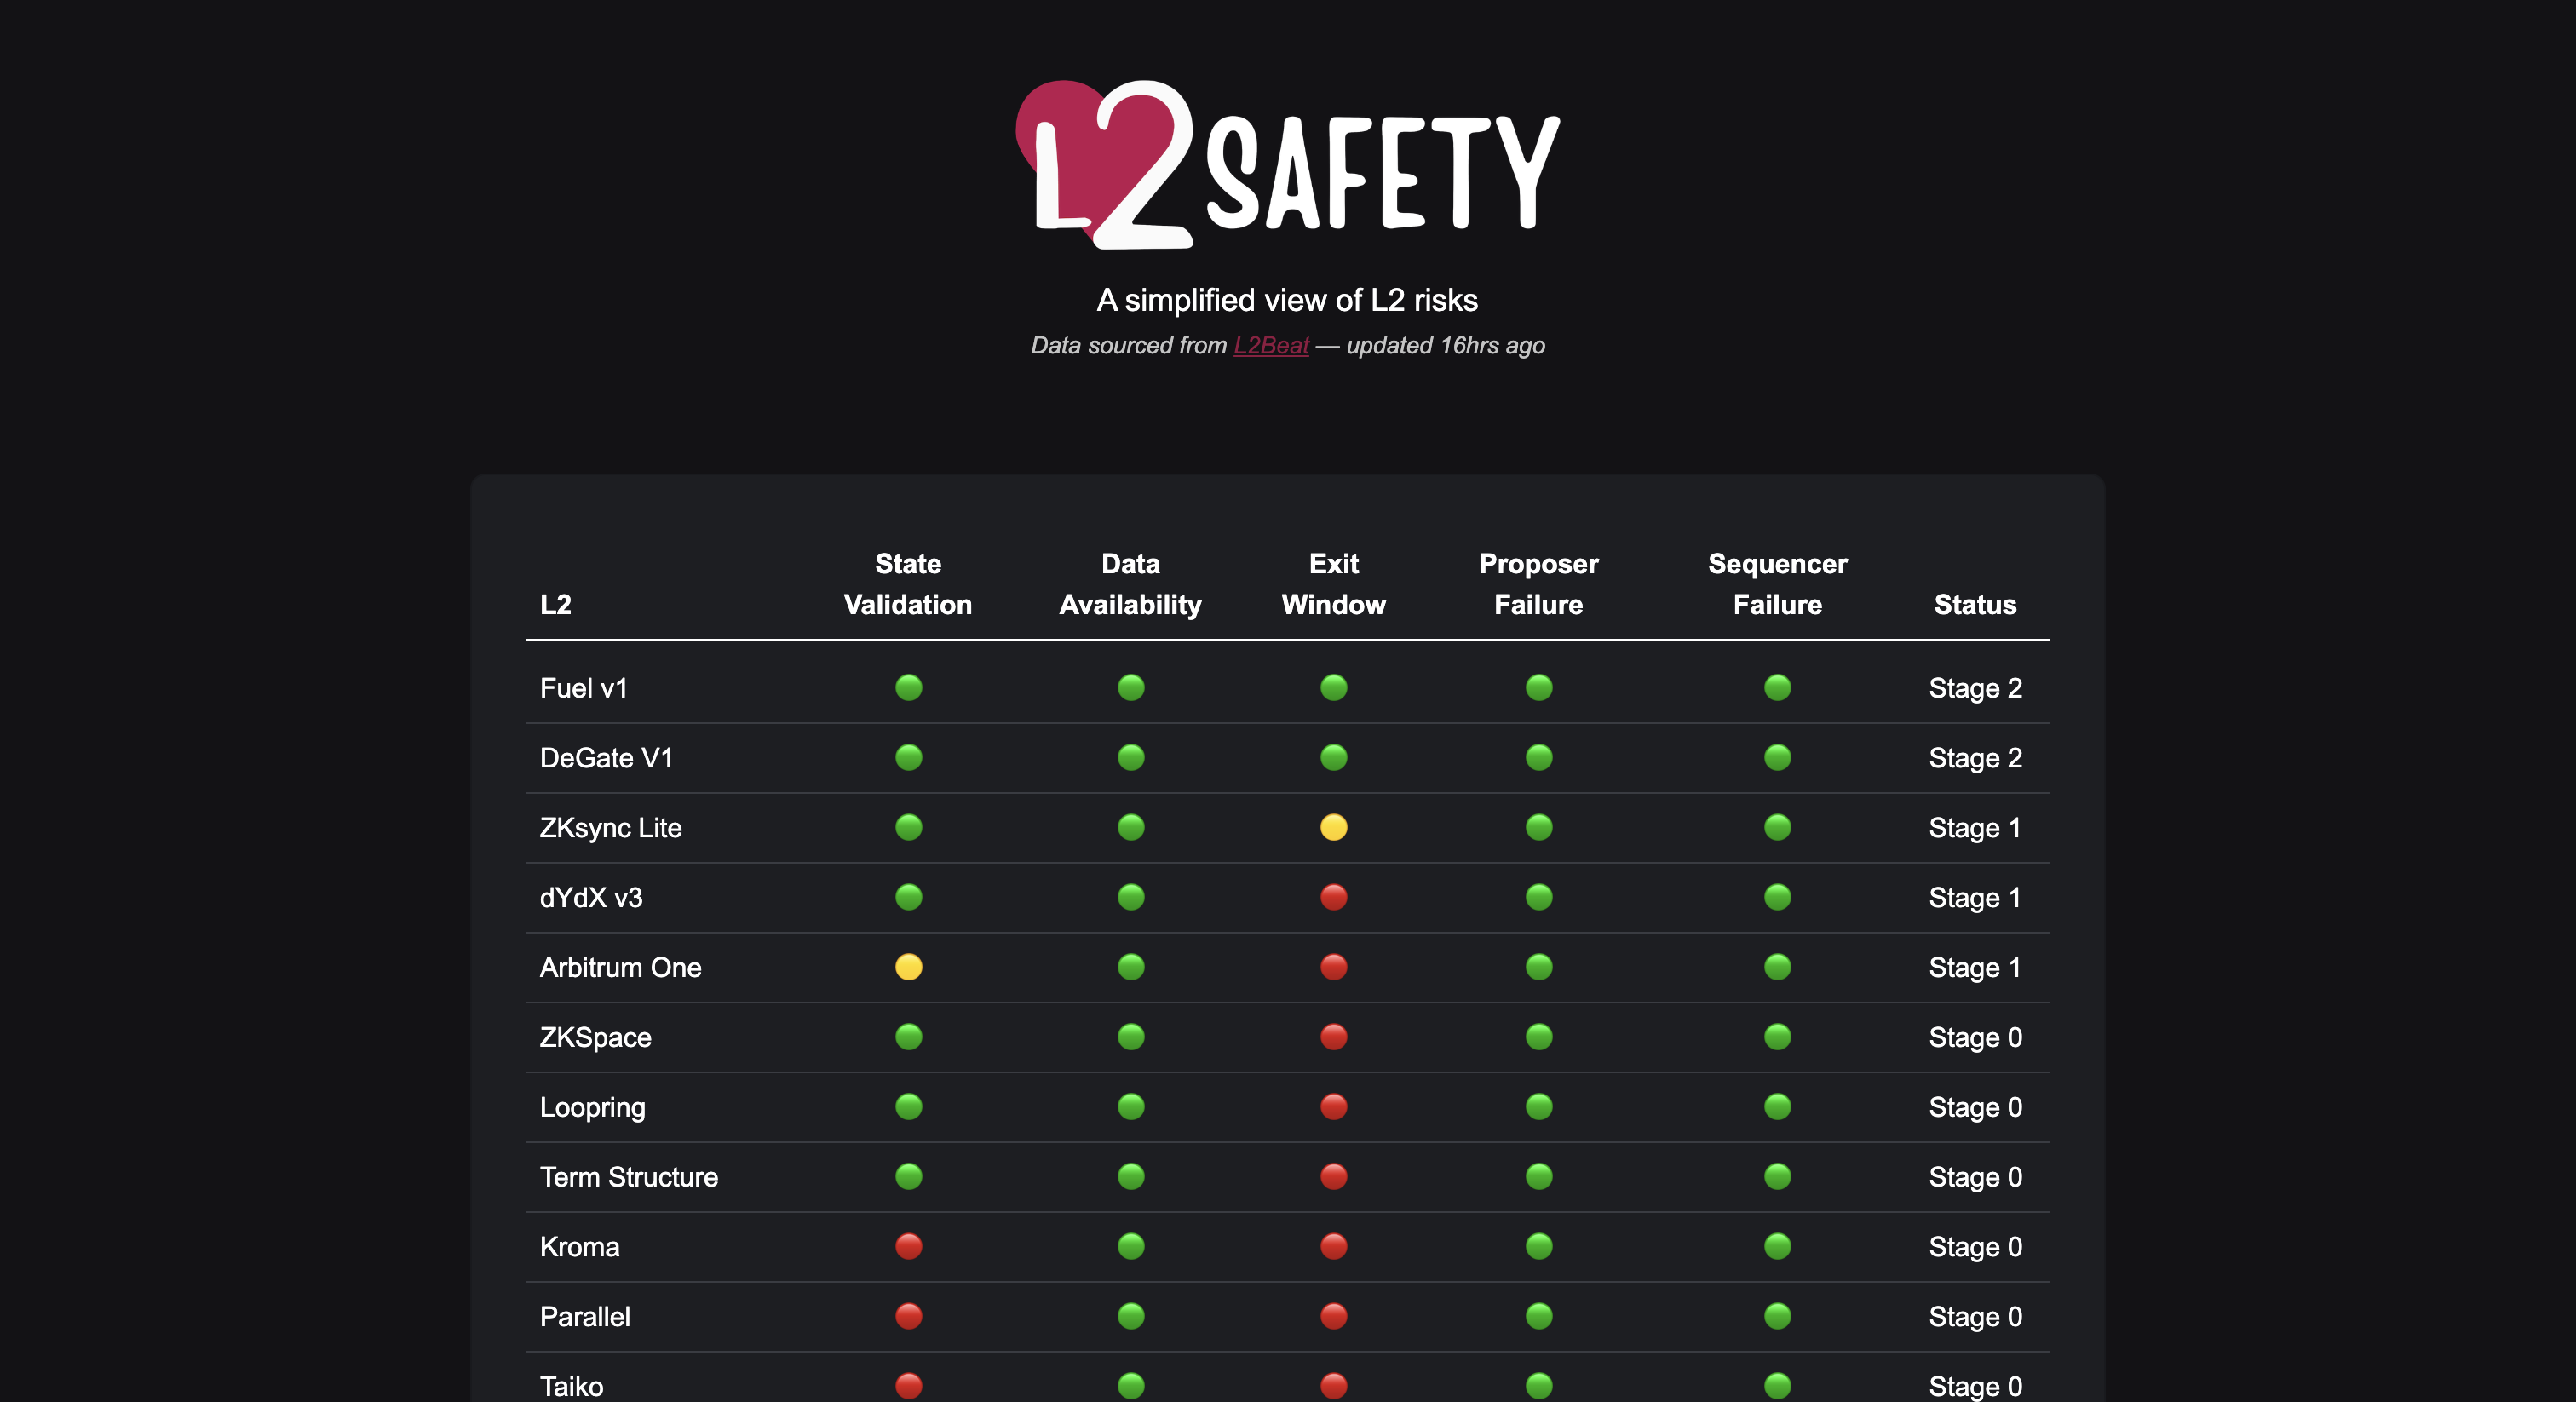 L2 SAFETY
A simplified view of L2 risks
Data sourced from L2Beat — updated 16hrs ago
L2 State Validation Data Availability Exit Window Proposer Failure Sequencer Failure Status
Fuel v1 Stage 2
DeGate V1 Stage 2
ZKsync Lite Stage 1
dYdX v3 Stage 1
Arbitrum One Stage 1
ZKSpace Stage 0
Loopring Stage 0
Term Structure Stage 0
Kroma Stage 0
Parallel Stage 0
Taiko Stage 0